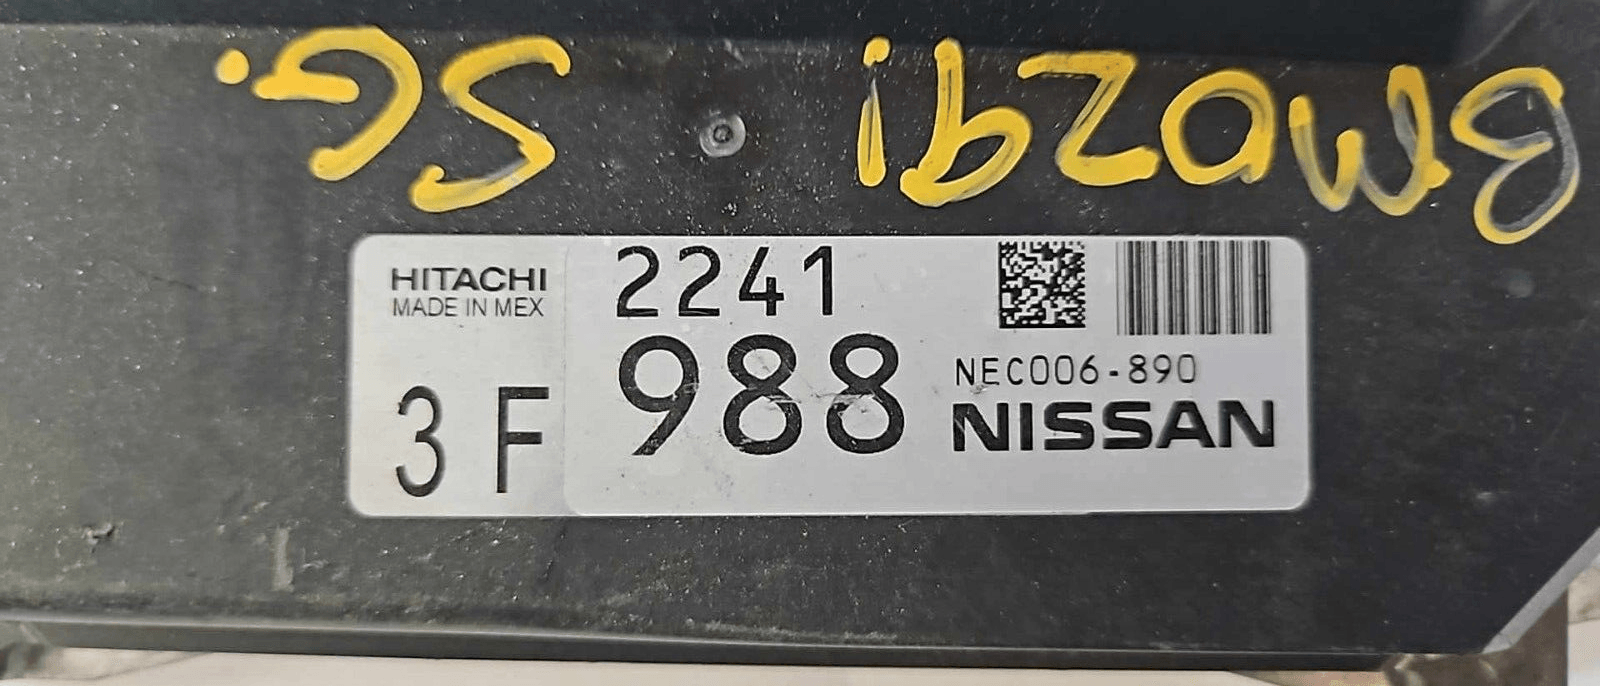 HITACHI
MADE IN MEX
3 F
2241
988
NEC006-890
NISSAN